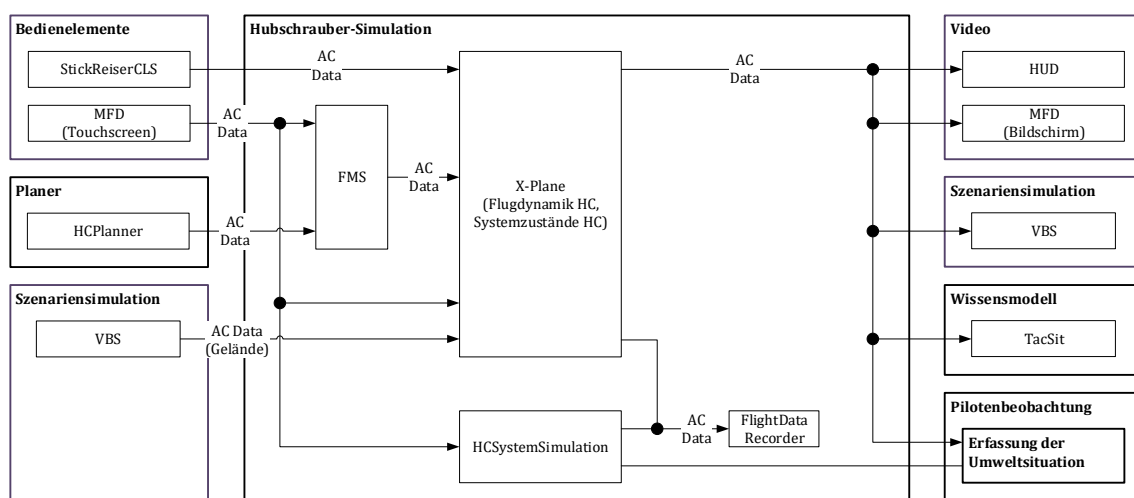 Bedienelemente
StickReiserCLS
MFD
(Touchscreen)
Planer
HCPlanner
Szenariensimulation
VBS
Hubschrauber-Simulation
AC
Data
AC
Data
AC
Data
AC Data
(Gelände)
FMS
AC
Data
X-Plane
(Flugdynamik HC,
Systemzustände HC)
HCSystemSimulation
AC
Data
FlightData
Recorder
AC
Data
Video
HUD
MFD
(Bildschirm)
Szenariensimulation
VBS
Wissensmodell
TacSit
Pilotenbeobachtung
Erfassung der
Umweltsituation